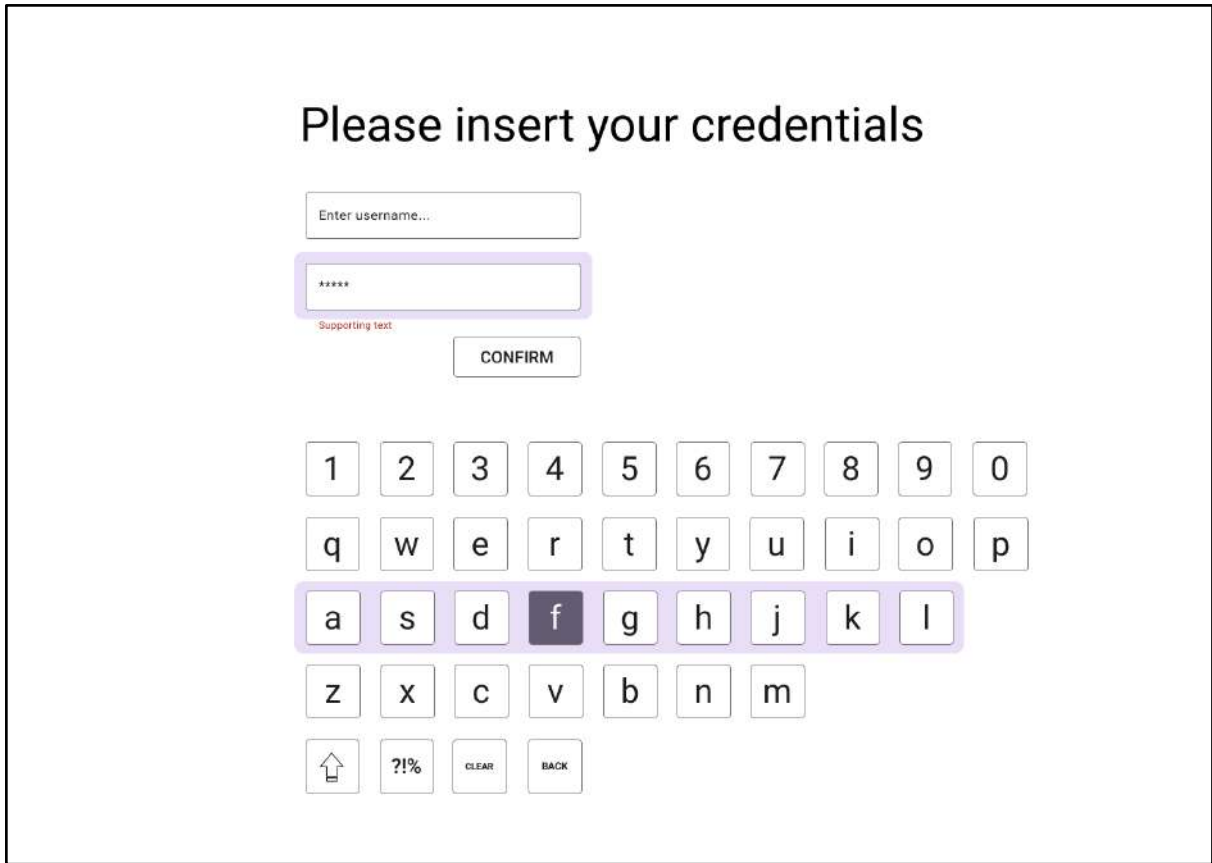 Please insert your credentials
Enter username...
*****
Supporting text
CONFIRM
1 2 3 4 5 6 7 8 9 0
q w e r t y u i o p
a s d f g h j k l
z x c v b n m
?!% CLEAR BACK